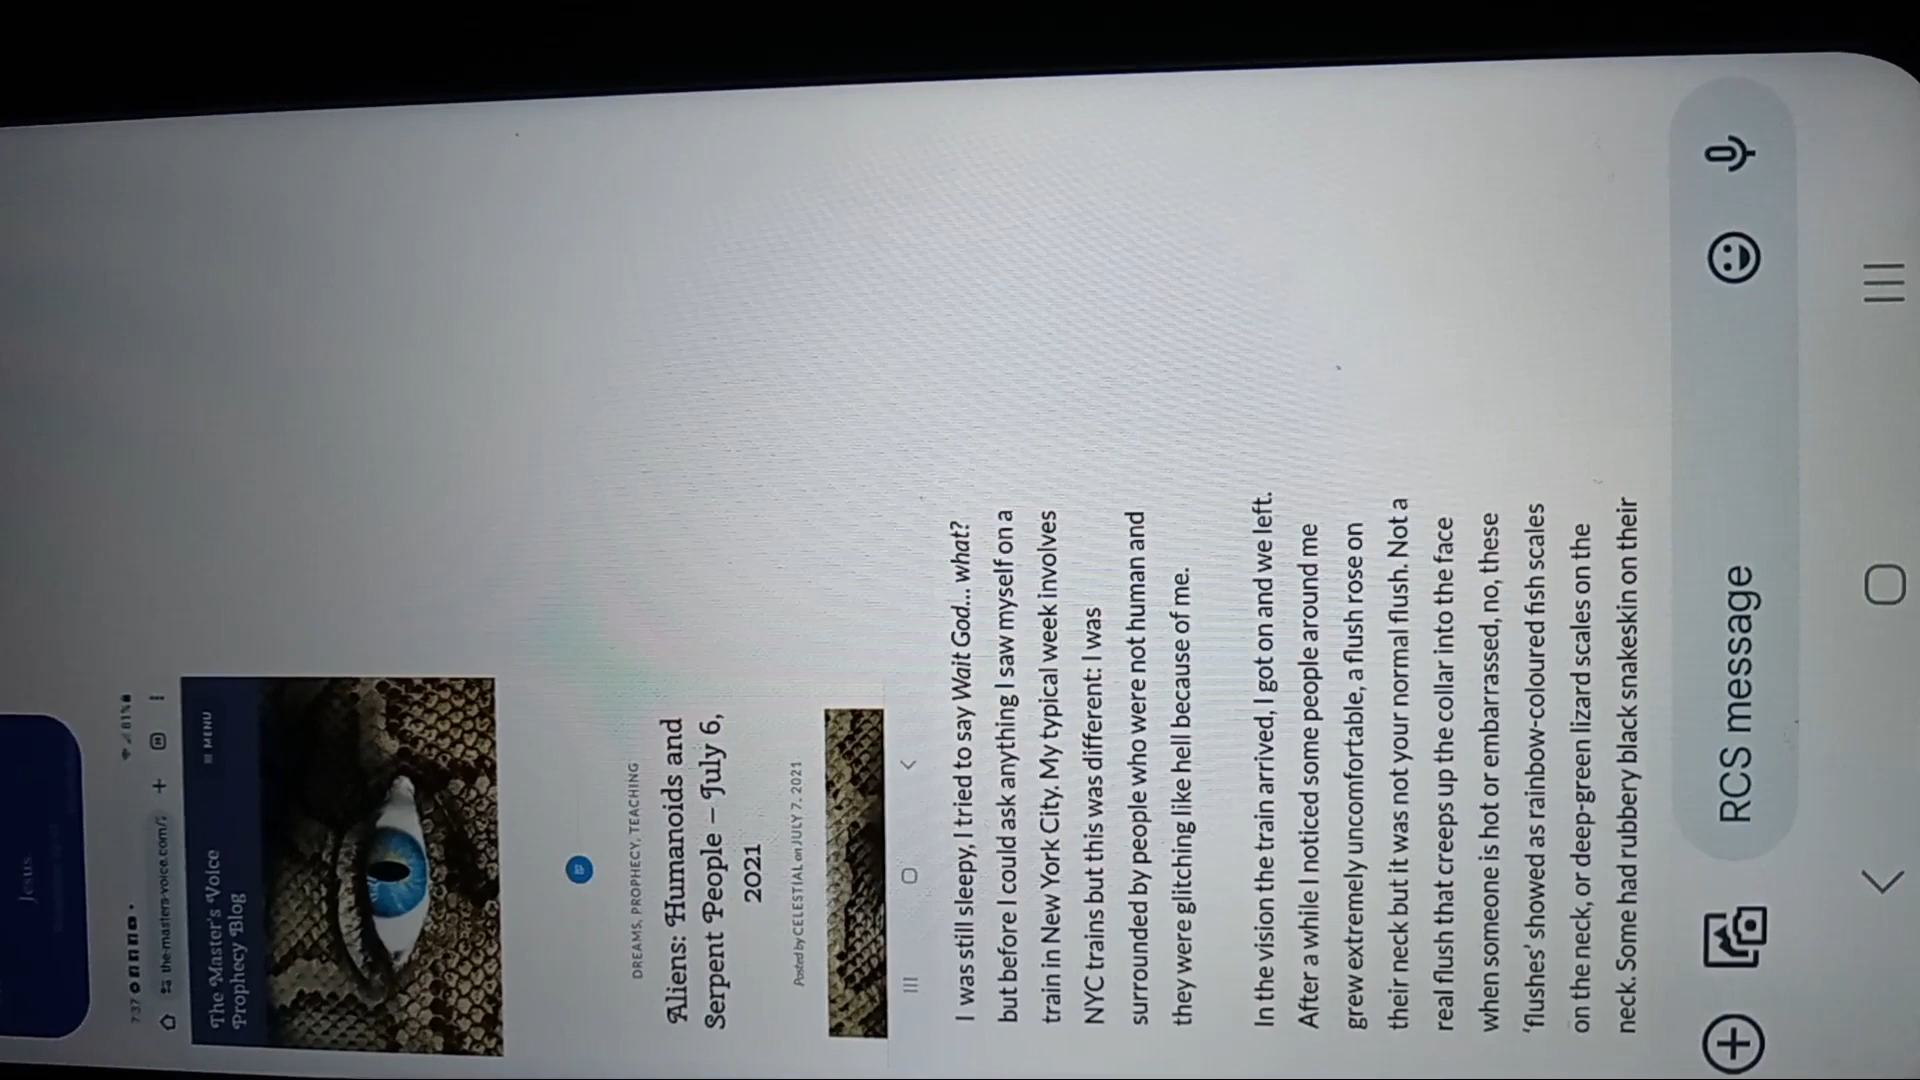 Jesus.
7:37
81%
the-masters-voice.com/2
The Master's Voice
Prophecy Blog
MENU
DREAMS, PROPHECY, TEACHING
Aliens: Humanoids and
Serpent People – July 6,
2021
Posted by CELESTIAL on JULY 7, 2021
I was still sleepy, I tried to say Wait God... what?
but before I could ask anything I saw myself on a
train in New York City. My typical week involves
NYC trains but this was different: I was
surrounded by people who were not human and
they were glitching like hell because of me.
In the vision the train arrived, I got on and we left.
After a while I noticed some people around me
grew extremely uncomfortable, a flush rose on
their neck but it was not your normal flush. Not a
real flush that creeps up the collar into the face
when someone is hot or embarrassed, no, these
'flushes' showed as rainbow-coloured fish scales
on the neck, or deep-green lizard scales on the
neck. Some had rubbery black snakeskin on their
RCS message